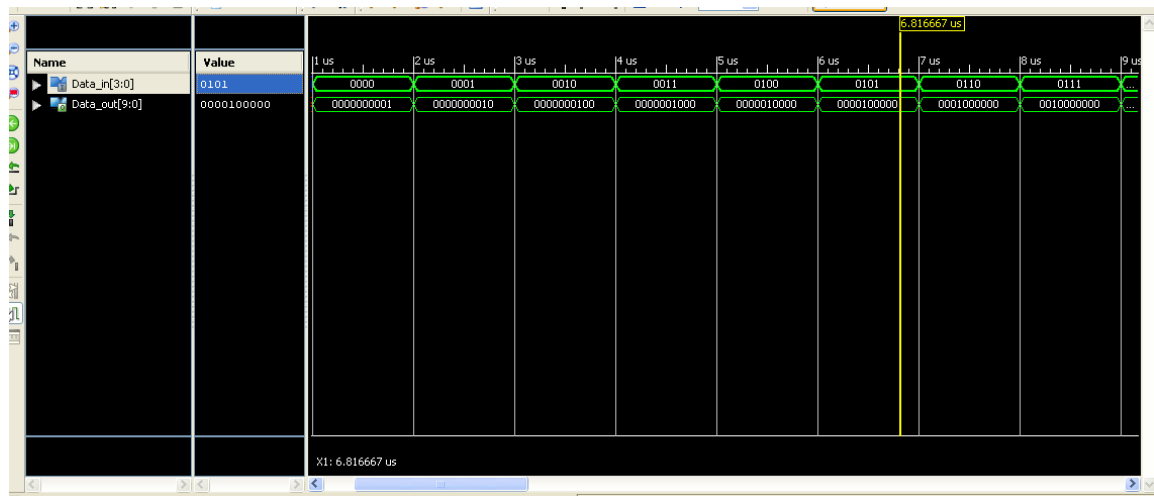 6.816667 us
Name Value 1 us 2 us 3 us 4 us 5 us 6 us 7 us 8 us 9 us
Data_in[3:0] 0101 0000 0001 0010 0011 0100 0101 0110 0111 ...
Data_out[9:0] 0000100000 0000000001 0000000010 0000000100 0000001000 0000010000 0000100000 0001000000 0010000000 ...
X1: 6.816667 us